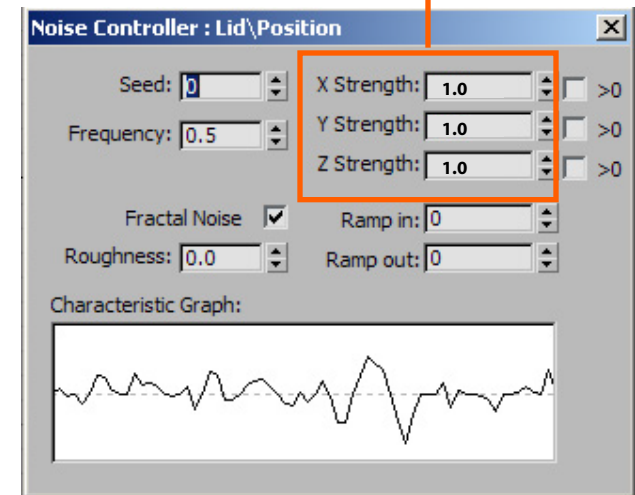 Noise Controller : Lid\Position
Seed: 0
X Strength: 1.0 >0
Frequency: 0.5
Y Strength: 1.0 >0
Z Strength: 1.0 >0
Fractal Noise
Ramp in: 0
Roughness: 0.0
Ramp out: 0
Characteristic Graph: